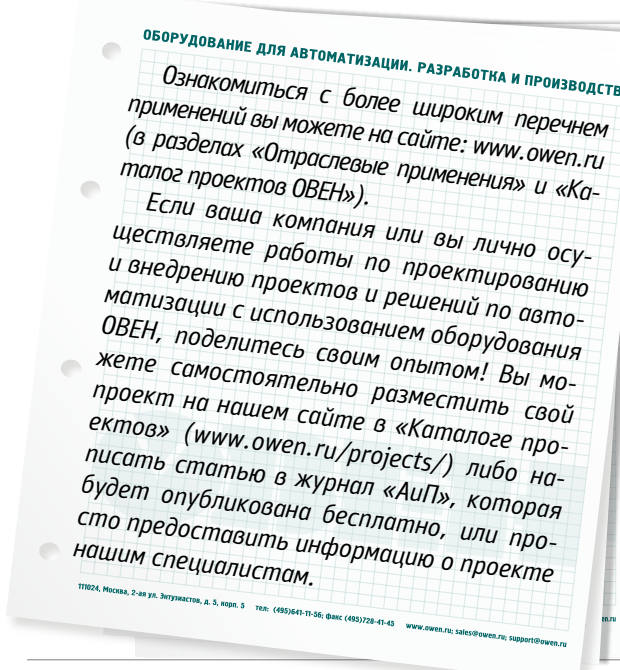 ОБОРУДОВАНИЕ ДЛЯ АВТОМАТИЗАЦИИ. РАЗРАБОТКА И ПРОИЗВОДСТВ
Ознакомиться с более широким перечнем
применений вы можете на сайте: www.owen.ru
(в разделах «Отраслевые применения» и «Ка-
талог проектов ОВЕН»).
Если ваша компания или вы лично осу-
ществляете работы по проектированию
и внедрению проектов и решений по авто-
матизации с использованием оборудования
ОВЕН, поделитесь своим опытом! Вы мо-
жете самостоятельно разместить свой
проект на нашем сайте в «Каталоге про-
ектов» (www.owen.ru/projects/) либо на-
писать статью в журнал «АиП», которая
будет опубликована бесплатно, или про-
сто предоставить информацию о проекте
нашим специалистам.
111024, Москва, 2-ая ул. Энтузиастов, д. 5, корп. 5 тел: (495)641-11-56; факс (495)728-41-45 www.owen.ru; sales@owen.ru; support@owen.ru